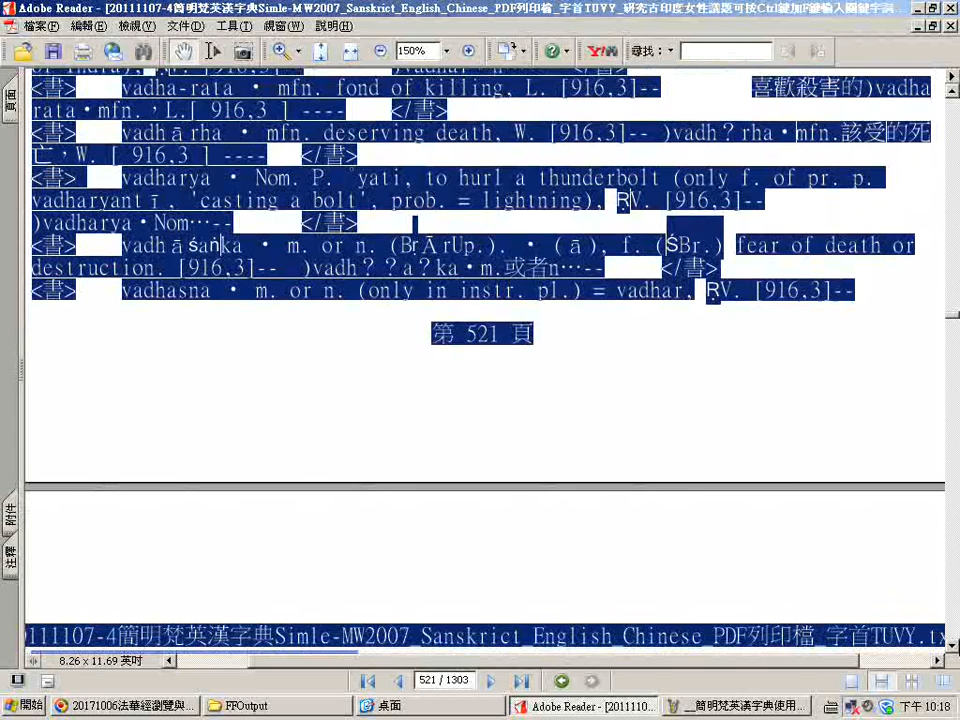 Adobe Reader - [20111107-4簡明梵英漢字典Simle-MW2007_Sanskrict_English_Chinese_PDF列印檔_字首TUVY_研究古印度女性議題可按Ctrl鍵加F鍵輸入關鍵字詞
檔案(F) 編輯(E) 檢視(V) 文件(D) 工具(T) 視窗(W) 說明(H)
150% Y! 尋找:
頁面
<書> vadha-rata • mfn. fond of killing, L. [916,3]-- 喜歡殺害的)vadha
rata•mfn.,L.[ 916,3 ] ---- </書>
<書> vadhārha • mfn. deserving death, W. [916,3]-- )vadh?rha•mfn.該受的死
亡,W. [ 916,3 ] ---- </書>
<書> vadharya • Nom. P. °yati, to hurl a thunderbolt (only f. of pr. p.
vadharyantī, 'casting a bolt', prob. = lightning), ṚV. [916,3]--
)vadharya•Nom…-- </書>
<書> vadhāśaṅka • m. or n. (BṛĀrUp.). • (ā), f. (ŚBr.) fear of death or
destruction. [916,3]-- )vadh??a?ka•m.或者n…-- </書>
<書> vadhasna • m. or n. (only in instr. pl.) = vadhar, ṚV. [916,3]--
第 521 頁
附件
注釋
111107-4簡明梵英漢字典Simle-MW2007_Sanskrict_English_Chinese_PDF列印檔_字首TUVY.tx
8.26 x 11.69 英吋
521 / 1303
開始 20171006法華經瀏覽與... FFOutput 桌面 Adobe Reader - [2011110... __簡明梵英漢字典使用... 下午 10:18